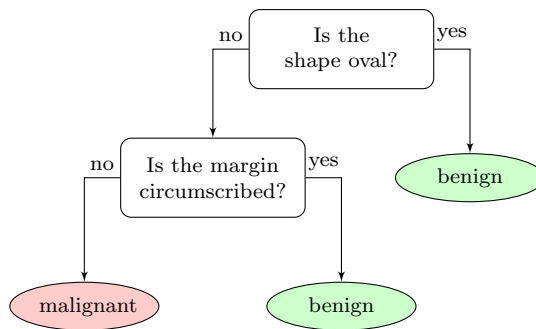 no
Is the
shape oval?
yes
no
Is the margin
circumscribed?
yes
benign
malignant
benign